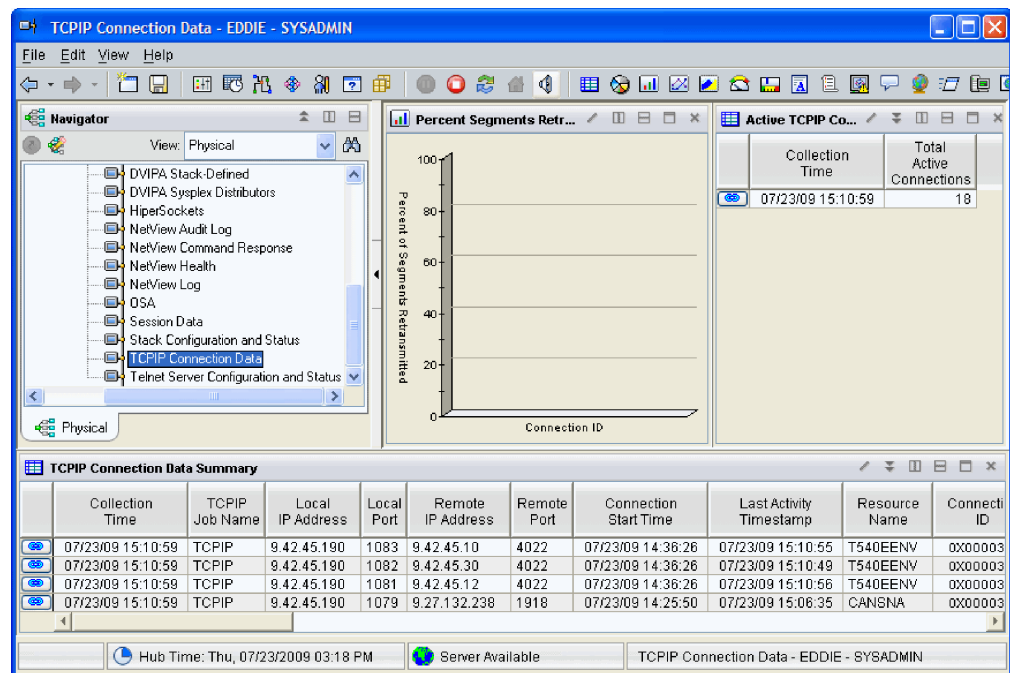 TCPIP Connection Data - EDDIE - SYSADMIN
File Edit View Help
Navigator
View: Physical
DVIPA Stack-Defined
DVIPA Sysplex Distributors
HiperSockets
NetView Audit Log
NetView Command Response
NetView Health
NetView Log
OSA
Session Data
Stack Configuration and Status
TCPIP Connection Data
Telnet Server Configuration and Status
Physical
Percent Segments Retr...
100
80
60
40
20
0
Percent of Segments Retransmitted
Connection ID
Active TCPIP Co...
Collection Time Total Active Connections
07/23/09 15:10:59 18
TCPIP Connection Data Summary
Collection Time TCPIP Job Name Local IP Address Local Port Remote IP Address Remote Port Connection Start Time Last Activity Timestamp Resource Name Connecti ID
07/23/09 15:10:59 TCPIP 9.42.45.190 1083 9.42.45.10 4022 07/23/09 14:36:26 07/23/09 15:10:55 T540EENV 0X00003
07/23/09 15:10:59 TCPIP 9.42.45.190 1082 9.42.45.30 4022 07/23/09 14:36:26 07/23/09 15:10:49 T540EENV 0X00003
07/23/09 15:10:59 TCPIP 9.42.45.190 1081 9.42.45.12 4022 07/23/09 14:36:26 07/23/09 15:10:56 T540EENV 0X00003
07/23/09 15:10:59 TCPIP 9.42.45.190 1079 9.27.132.238 1918 07/23/09 14:25:50 07/23/09 15:06:35 CANSNA 0X00003
Hub Time: Thu, 07/23/2009 03:18 PM Server Available TCPIP Connection Data - EDDIE - SYSADMIN